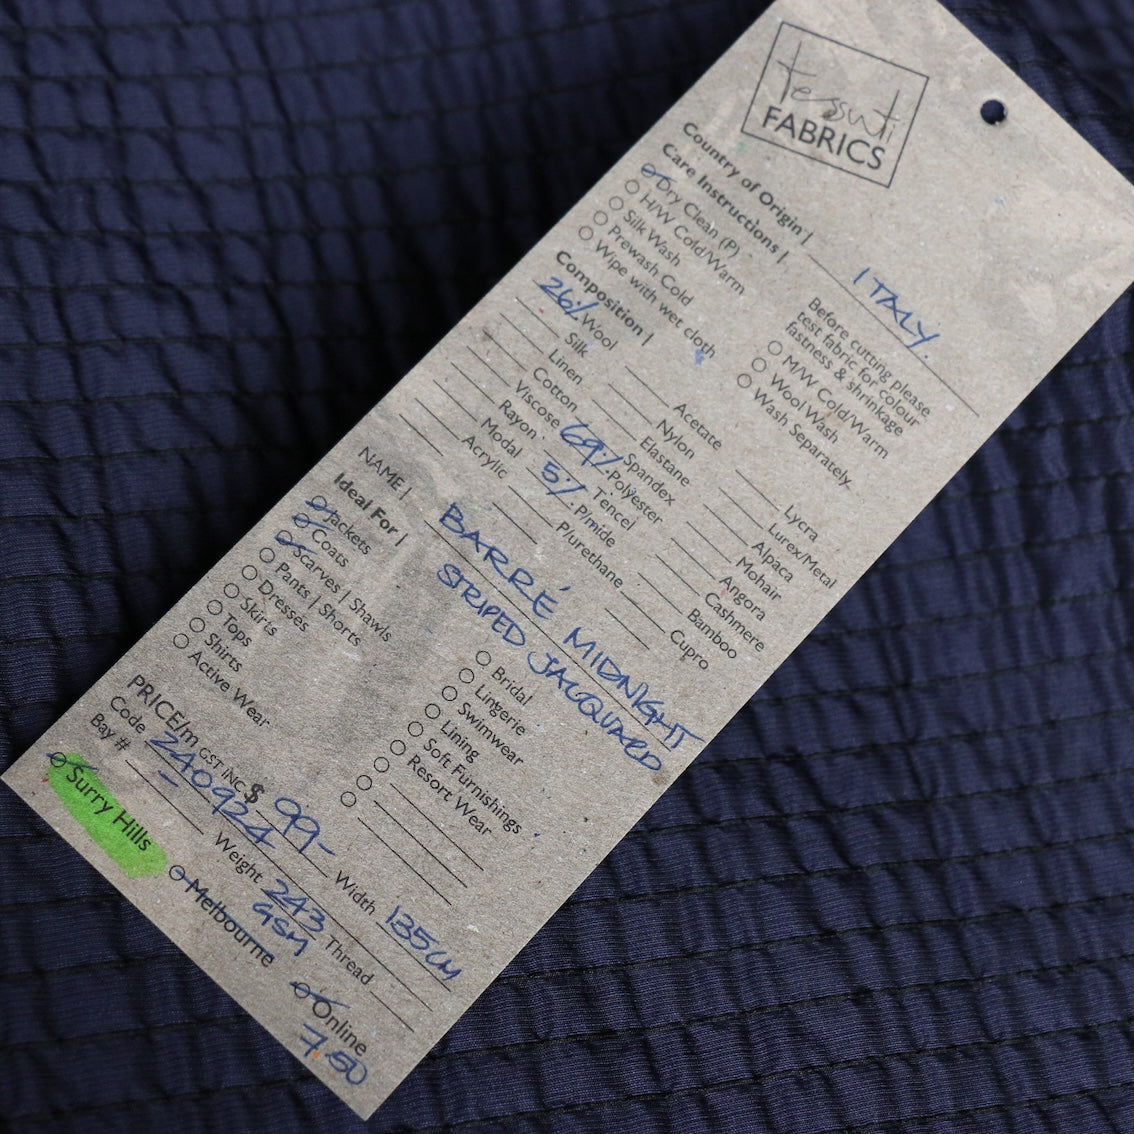 tessuti
FABRICS
Country of Origin | ITALY.
Care Instructions |
Dry Clean (P)
H/W Cold/Warm
Silk Wash
Prewash Cold
Wipe with wet cloth
Before cutting please
test fabric for colour
fastness & shrinkage
M/W Cold/Warm
Wool Wash
Wash Separately
Composition |
26% Wool
Silk
Linen
Cotton
Viscose
Rayon
Modal
Acrylic
Acetate
Nylon
Elastane
Spandex
69% Polyester
Tencel
5% P/mide
P/urethane
Lycra
Lurex/Metal
Alpaca
Mohair
Angora
Cashmere
Bamboo
Cupro
NAME | BARRÉ MIDNIGHT
STRIPED JACQUARD
Ideal For |
Jackets
Coats
Scarves | Shawls
Pants | Shorts
Dresses
Skirts
Tops
Shirts
Active Wear
Bridal
Lingerie
Swimwear
Lining
Soft Furnishings
Resort Wear
PRICE/m GST INC $ 99- Width 135CM
Code 240924 Weight 243 GSM Thread
Bay # -
Surry Hills Melbourne Online
7.50